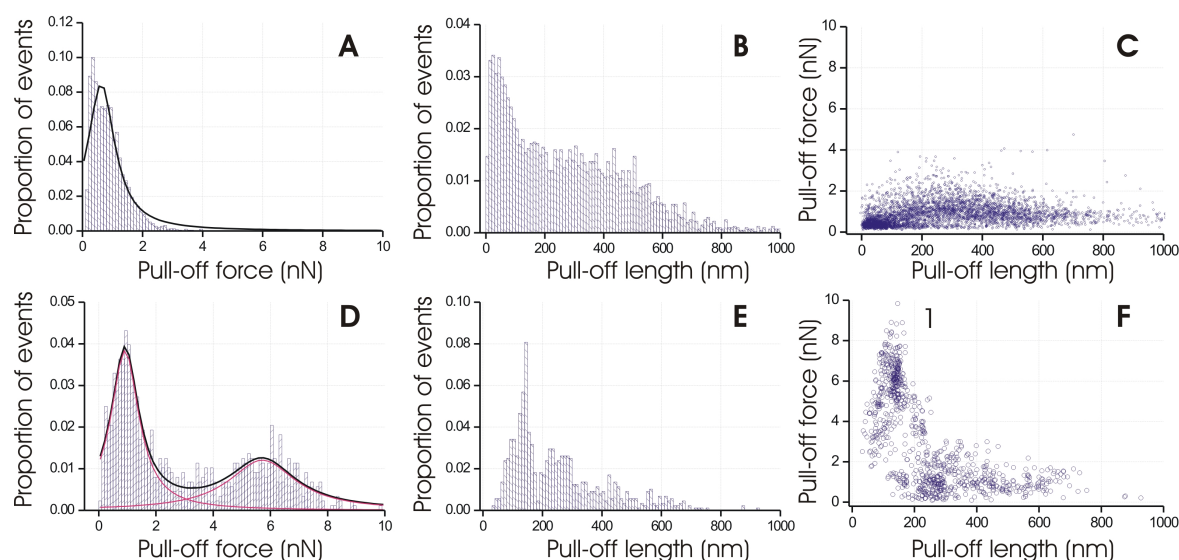 A
Proportion of events
0.12
0.10
0.08
0.06
0.04
0.02
0.00
0 2 4 6 8 10
Pull-off force (nN)
B
Proportion of events
0.04
0.03
0.02
0.01
0.00
0 200 400 600 800 1000
Pull-off length (nm)
C
Pull-off force (nN)
10
8
6
4
2
0
0 200 400 600 800 1000
Pull-off length (nm)
D
Proportion of events
0.05
0.04
0.03
0.02
0.01
0.00
0 2 4 6 8 10
Pull-off force (nN)
E
Proportion of events
0.10
0.08
0.06
0.04
0.02
0.00
0 200 400 600 800 1000
Pull-off length (nm)
1
F
Pull-off force (nN)
10
8
6
4
2
0
0 200 400 600 800 1000
Pull-off length (nm)